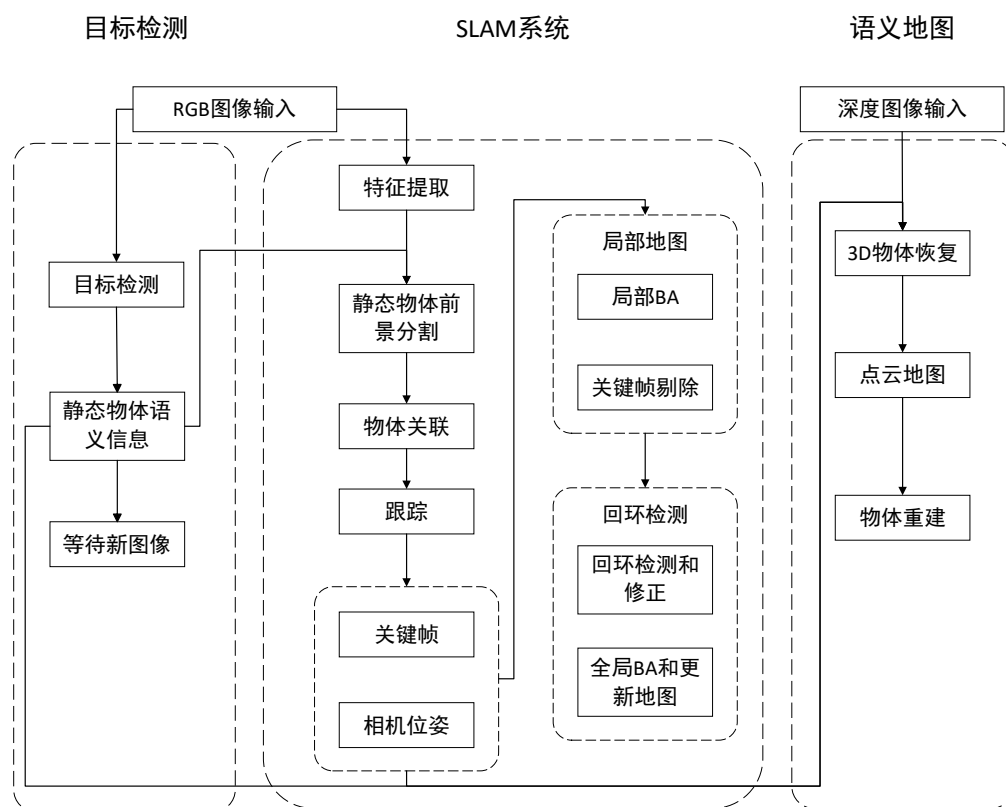 目标检测
SLAM系统
语义地图
RGB图像输入
深度图像输入
目标检测
静态物体语
义信息
等待新图像
特征提取
静态物体前
景分割
物体关联
跟踪
关键帧
相机位姿
局部地图
局部BA
关键帧剔除
回环检测
回环检测和
修正
全局BA和更
新地图
3D物体恢复
点云地图
物体重建